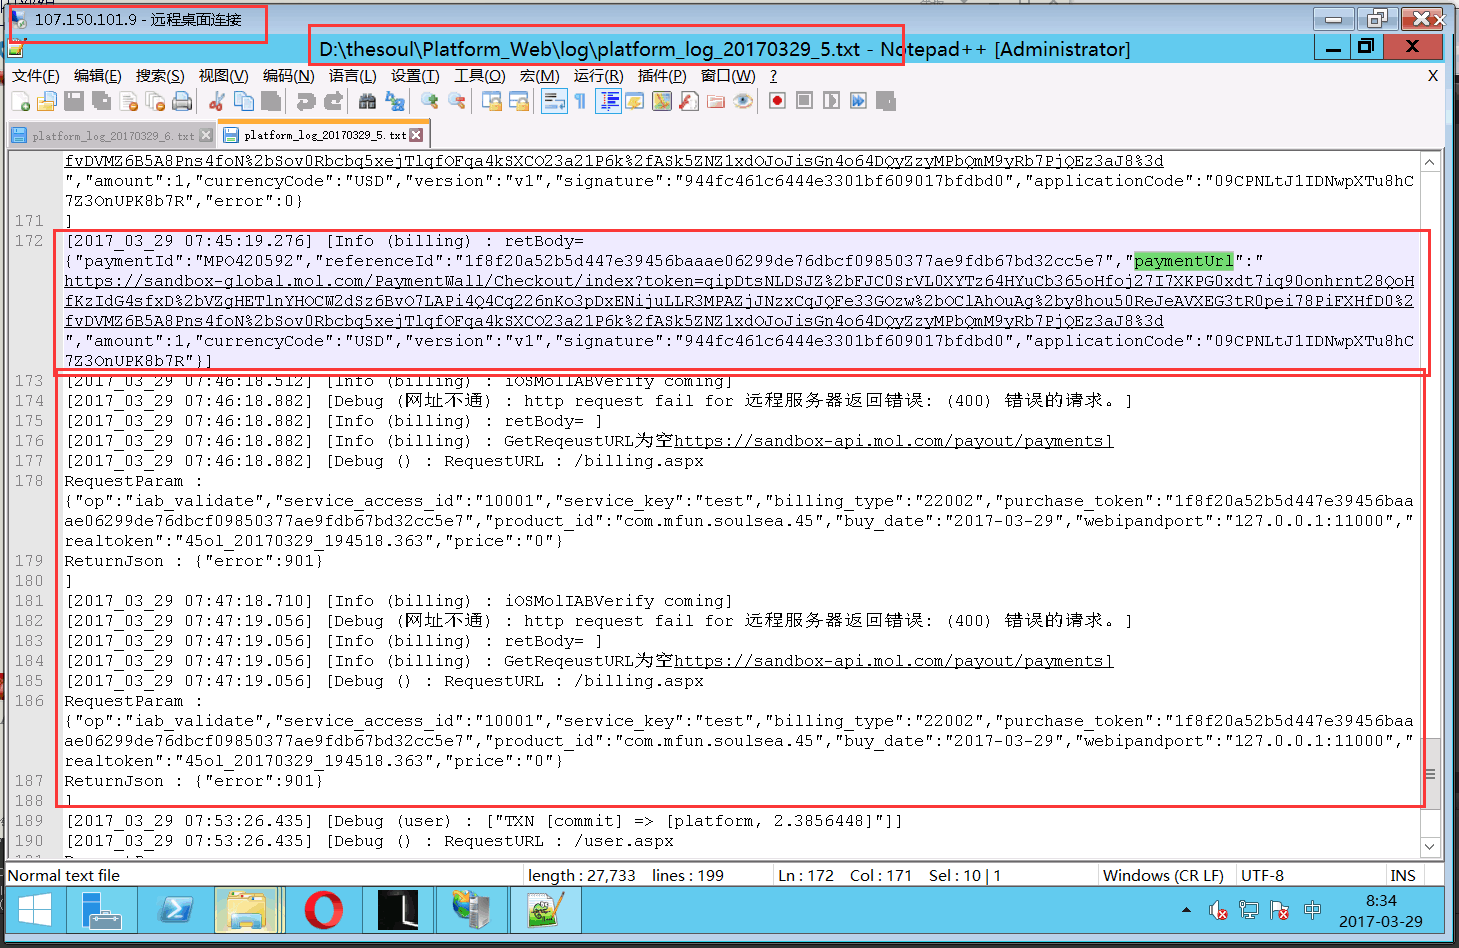 107.150.101.9 - 远程桌面连接
D:\thesoul\Platform_Web\log\platform_log_20170329_5.txt - Notepad++ [Administrator]
文件(F) 编辑(E) 搜索(S) 视图(V) 编码(N) 语言(L) 设置(T) 工具(O) 宏(M) 运行(R) 插件(P) 窗口(W) ? X
platform_log_20170329_6.txt platform_log_20170329_5.txt
fvDVMZ6B5A8Pns4foN%2bSov0Rbcbq5xejTlqfOFqa4kSXCO23a21P6k%2fASk5ZNZ1xdOJoJisGn4o64DQyZzyMPbQmM9yRb7PjQEz3aJ8%3d
","amount":1,"currencyCode":"USD","version":"v1","signature":"944fc461c6444e3301bf609017bfdbd0","applicationCode":"09CPNLtJ1IDNwpXTu8hC
7Z3OnUPK8b7R","error":0}
171 ]
172 [2017_03_29 07:45:19.276] [Info (billing) : retBody=
{"paymentId":"MPO420592","referenceId":"1f8f20a52b5d447e39456baaae06299de76dbcf09850377ae9fdb67bd32cc5e7","paymentUrl":"
https://sandbox-global.mol.com/PaymentWall/Checkout/index?token=qipDtsNLDSJZ%2bFJC0SrVL0XYTz64HYuCb365oHfoj27I7XKPG0xdt7iq90onhrnt28QoH
fKzIdG4sfxD%2bVZgHETlnYHOCW2dSz6BvO7LAPi4Q4Cq226nKo3pDxENijuLLR3MPAZjJNzxCqJQFe33GOzw%2bOClAhOuAg%2by8hou50ReJeAVXEG3tR0pei78PiFXHfD0%2
fvDVMZ6B5A8Pns4foN%2bSov0Rbcbq5xejTlqfOFqa4kSXCO23a21P6k%2fASk5ZNZ1xdOJoJisGn4o64DQyZzyMPbQmM9yRb7PjQEz3aJ8%3d
","amount":1,"currencyCode":"USD","version":"v1","signature":"944fc461c6444e3301bf609017bfdbd0","applicationCode":"09CPNLtJ1IDNwpXTu8hC
7Z3OnUPK8b7R"}]
173 [2017_03_29 07:46:18.512] [Info (billing) : iOSMolIABVerify coming]
174 [2017_03_29 07:46:18.882] [Debug (网址不通) : http request fail for 远程服务器返回错误: (400) 错误的请求。]
175 [2017_03_29 07:46:18.882] [Info (billing) : retBody= ]
176 [2017_03_29 07:46:18.882] [Info (billing) : GetReqeustURL为空https://sandbox-api.mol.com/payout/payments]
177 [2017_03_29 07:46:18.882] [Debug () : RequestURL : /billing.aspx
178 RequestParam :
{"op":"iab_validate","service_access_id":"10001","service_key":"test","billing_type":"22002","purchase_token":"1f8f20a52b5d447e39456baa
ae06299de76dbcf09850377ae9fdb67bd32cc5e7","product_id":"com.mfun.soulsea.45","buy_date":"2017-03-29","webipandport":"127.0.0.1:11000","
realtoken":"45ol_20170329_194518.363","price":"0"}
179 ReturnJson : {"error":901}
180 ]
181 [2017_03_29 07:47:18.710] [Info (billing) : iOSMolIABVerify coming]
182 [2017_03_29 07:47:19.056] [Debug (网址不通) : http request fail for 远程服务器返回错误: (400) 错误的请求。]
183 [2017_03_29 07:47:19.056] [Info (billing) : retBody= ]
184 [2017_03_29 07:47:19.056] [Info (billing) : GetReqeustURL为空https://sandbox-api.mol.com/payout/payments]
185 [2017_03_29 07:47:19.056] [Debug () : RequestURL : /billing.aspx
186 RequestParam :
{"op":"iab_validate","service_access_id":"10001","service_key":"test","billing_type":"22002","purchase_token":"1f8f20a52b5d447e39456baa
ae06299de76dbcf09850377ae9fdb67bd32cc5e7","product_id":"com.mfun.soulsea.45","buy_date":"2017-03-29","webipandport":"127.0.0.1:11000","
realtoken":"45ol_20170329_194518.363","price":"0"}
187 ReturnJson : {"error":901}
188 ]
189 [2017_03_29 07:53:26.435] [Debug (user) : ["TXN [commit] => [platform, 2.3856448]"]]
190 [2017_03_29 07:53:26.435] [Debug () : RequestURL : /user.aspx
Normal text file length : 27,733 lines : 199 Ln : 172 Col : 171 Sel : 10 | 1 Windows (CR LF) UTF-8 INS
中 8:34
2017-03-29